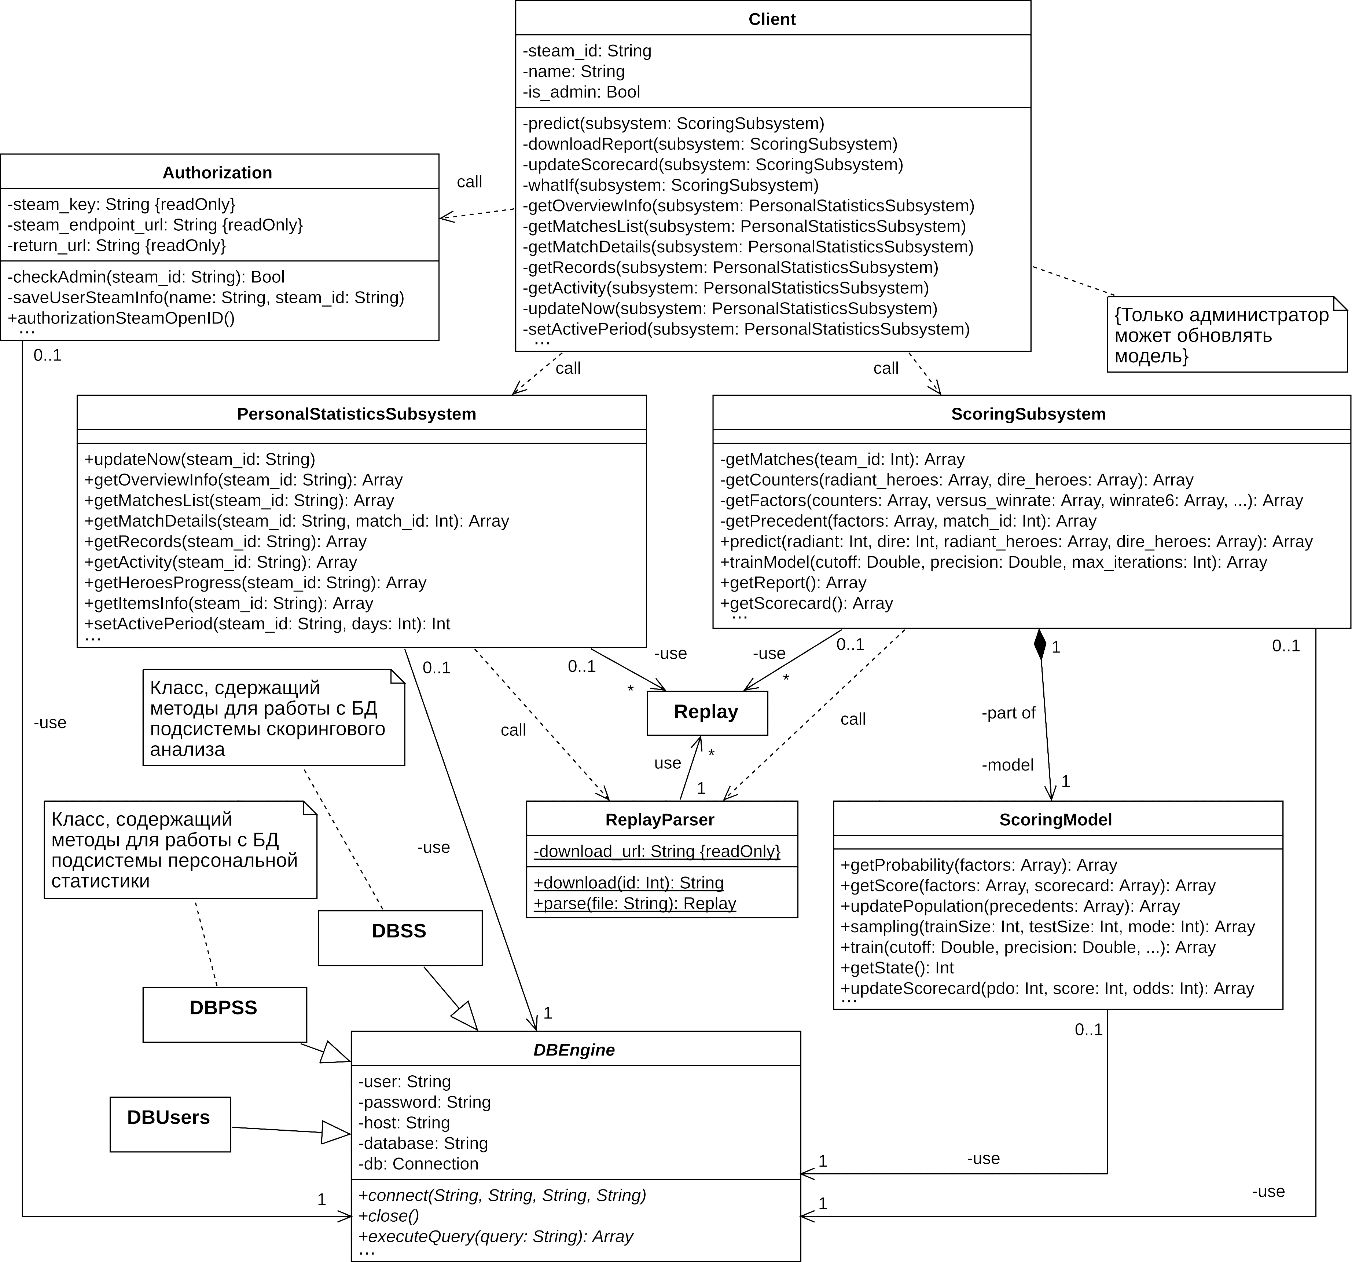 Client
-steam_id: String
-name: String
-is_admin: Bool
-predict(subsystem: ScoringSubsystem)
-downloadReport(subsystem: ScoringSubsystem)
-updateScorecard(subsystem: ScoringSubsystem)
-whatIf(subsystem: ScoringSubsystem)
-getOverviewInfo(subsystem: PersonalStatisticsSubsystem)
-getMatchesList(subsystem: PersonalStatisticsSubsystem)
-getMatchDetails(subsystem: PersonalStatisticsSubsystem)
-getRecords(subsystem: PersonalStatisticsSubsystem)
-getActivity(subsystem: PersonalStatisticsSubsystem)
-updateNow(subsystem: PersonalStatisticsSubsystem)
-setActivePeriod(subsystem: PersonalStatisticsSubsystem)
...
Authorization
-steam_key: String {readOnly}
-steam_endpoint_url: String {readOnly}
-return_url: String {readOnly}
-checkAdmin(steam_id: String): Bool
-saveUserSteamInfo(name: String, steam_id: String)
+authorizationSteamOpenID()
...
call
0..1
{Только администратор
может обновлять
модель}
call
call
PersonalStatisticsSubsystem
+updateNow(steam_id: String)
+getOverviewInfo(steam_id: String): Array
+getMatchesList(steam_id: String): Array
+getMatchDetails(steam_id: String, match_id: Int): Array
+getRecords(steam_id: String): Array
+getActivity(steam_id: String): Array
+getHeroesProgress(steam_id: String): Array
+getItemsInfo(steam_id: String): Array
+setActivePeriod(steam_id: String, days: Int): Int
...
ScoringSubsystem
-getMatches(team_id: Int): Array
-getCounters(radiant_heroes: Array, dire_heroes: Array): Array
-getFactors(counters: Array, versus_winrate: Array, winrate6: Array, ...): Array
-getPrecedent(factors: Array, match_id: Int): Array
+predict(radiant: Int, dire: Int, radiant_heroes: Array, dire_heroes: Array): Array
+trainModel(cutoff: Double, precision: Double, max_iterations: Int): Array
+getReport(): Array
+getScorecard(): Array
...
0..1
0..1
-use
*
-use
0..1
*
1
0..1
Класс, сдержащий
методы для работы с БД
подсистемы скорингового
анализа
-use
call
Replay
call
-part of
-model
1
use
*
1
Класс, содержащий
методы для работы с БД
подсистемы персональной
статистики
-use
ReplayParser
-download_url: String {readOnly}
+download(id: Int): String
+parse(file: String): Replay
ScoringModel
+getProbability(factors: Array): Array
+getScore(factors: Array, scorecard: Array): Array
+updatePopulation(precedents: Array): Array
+sampling(trainSize: Int, testSize: Int, mode: Int): Array
+train(cutoff: Double, precision: Double, ...): Array
+getState(): Int
+updateScorecard(pdo: Int, score: Int, odds: Int): Array
...
0..1
DBSS
DBPSS
DBUsers
1
DBEngine
-user: String
-password: String
-host: String
-database: String
-db: Connection
+connect(String, String, String, String)
+close()
+executeQuery(query: String): Array
...
1
1
-use
1
-use